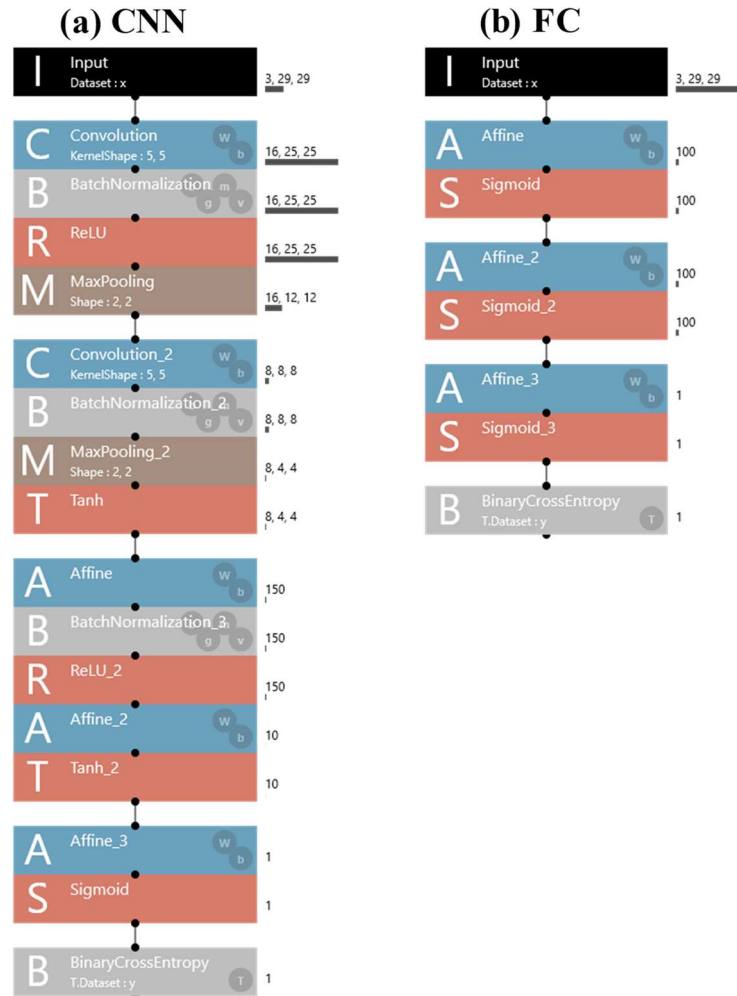 (a) CNN
I Input 3, 29, 29
Dataset : x
C Convolution W b 16, 25, 25
KernelShape : 5, 5
B BatchNormalization m g v 16, 25, 25
R ReLU 16, 25, 25
M MaxPooling 16, 12, 12
Shape : 2, 2
C Convolution_2 W b 8, 8, 8
KernelShape : 5, 5
B BatchNormalization_2 g v 8, 8, 8
M MaxPooling_2 8, 4, 4
Shape : 2, 2
T Tanh 8, 4, 4
A Affine W b 150
B BatchNormalization_3 g v 150
R ReLU_2 150
A Affine_2 W b 10
T Tanh_2 10
A Affine_3 W b 1
S Sigmoid 1
B BinaryCrossEntropy T 1
T.Dataset : y
(b) FC
I Input 3, 29, 29
Dataset : x
A Affine W b 100
S Sigmoid 100
A Affine_2 W b 100
S Sigmoid_2 100
A Affine_3 W b 1
S Sigmoid_3 1
B BinaryCrossEntropy T 1
T.Dataset : y